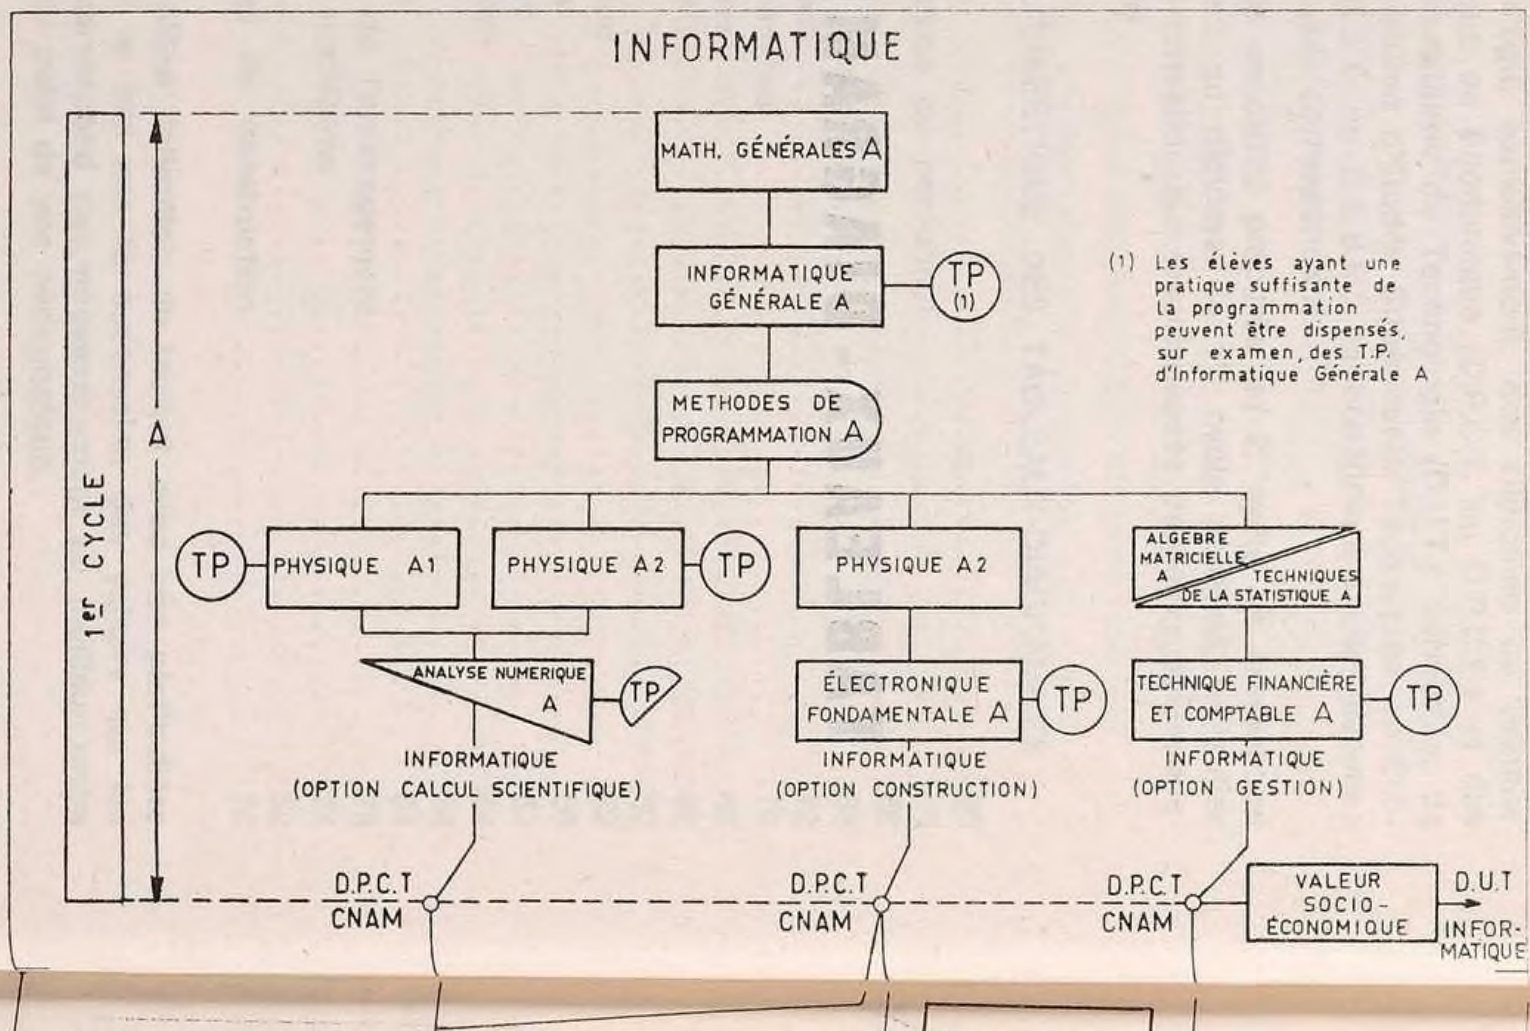 INFORMATIQUE
MATH. GÉNÉRALES A
INFORMATIQUE
GÉNÉRALE A
TP
(1)
(1) Les élèves ayant une
pratique suffisante de
la programmation
peuvent être dispensés,
sur examen, des T.P.
d'Informatique Générale A
METHODES DE
PROGRAMMATION A
1er CYCLE
A
TP
PHYSIQUE A1
PHYSIQUE A2
TP
PHYSIQUE A2
ALGÈBRE
MATRICIELLE
A
TECHNIQUES
DE LA STATISTIQUE A
ANALYSE NUMERIQUE
A
TP
ÉLECTRONIQUE
FONDAMENTALE A
TP
TECHNIQUE FINANCIÈRE
ET COMPTABLE A
TP
INFORMATIQUE
(OPTION CALCUL SCIENTIFIQUE)
INFORMATIQUE
(OPTION CONSTRUCTION)
INFORMATIQUE
(OPTION GESTION)
D.P.C.T
CNAM
D.P.C.T
CNAM
D.P.C.T
CNAM
VALEUR
SOCIO-
ÉCONOMIQUE
D.U.T
INFOR-
MATIQUE